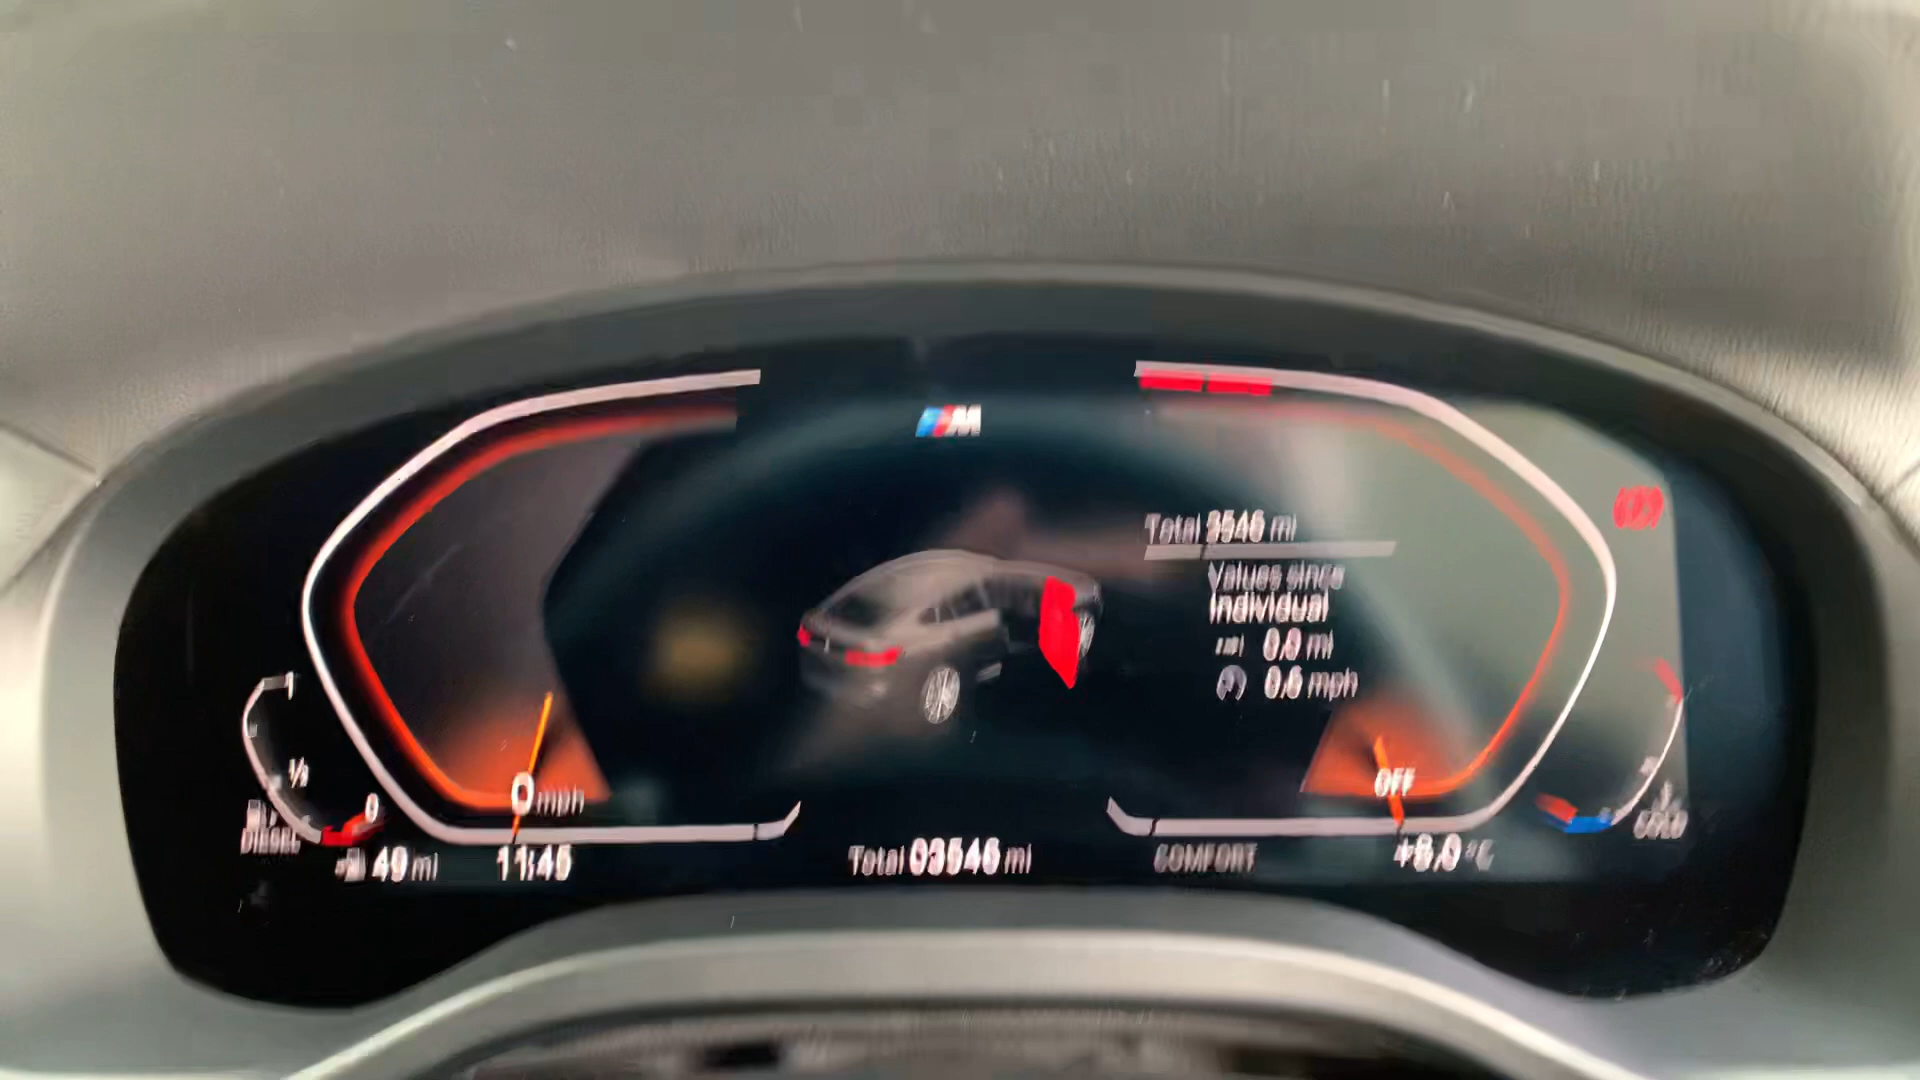 M
Total 3546 mi
Values since
Individual
0.0 mi
0.6 mph
1/2
0
0 mph
OFF
DIESEL
49 mi
11:45
Total 03546 mi
COMFORT
+8.0 °C